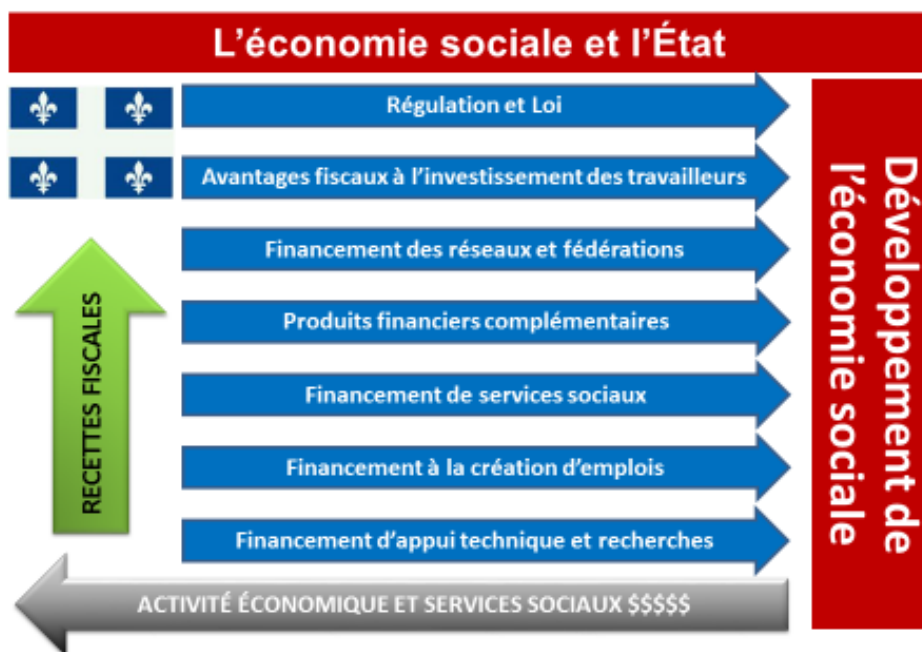 L'économie sociale et l'État
Régulation et Loi
Avantages fiscaux à l'investissement des travailleurs
Financement des réseaux et fédérations
Produits financiers complémentaires
Financement de services sociaux
Financement à la création d'emplois
Financement d'appui technique et recherches
RECETTES FISCALES
ACTIVITÉ ÉCONOMIQUE ET SERVICES SOCIAUX $$$$$
Développement de
l'économie sociale